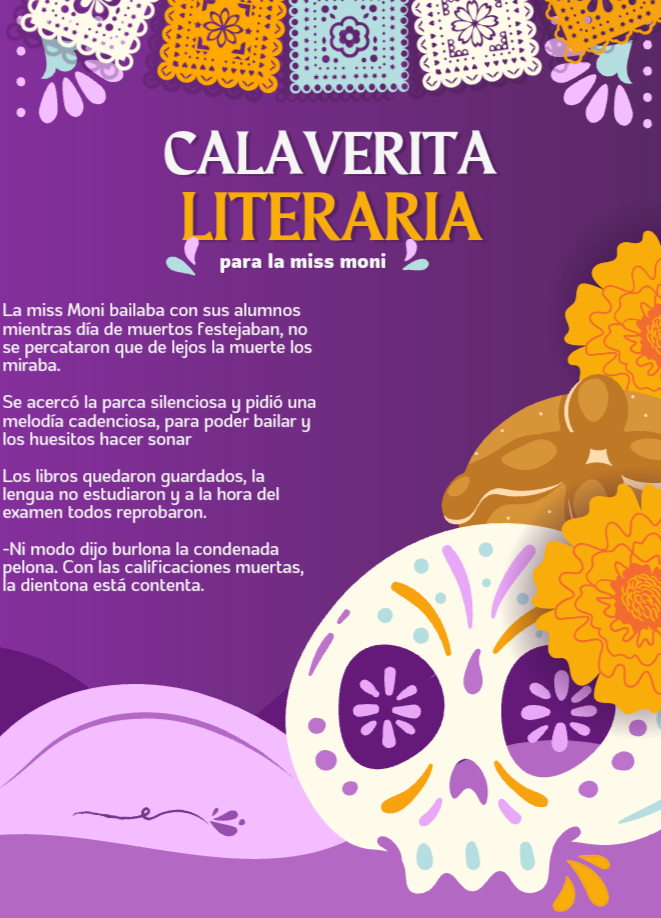 CALAVERITA
LITERARIA
para la miss moni
La miss Moni bailaba con sus alumnos
mientras día de muertos festejaban, no
se percataron que de lejos la muerte los
miraba.
Se acercó la parca silenciosa y pidió una
melodía cadenciosa, para poder bailar y
los huesitos hacer sonar
Los libros quedaron guardados, la
lengua no estudiaron y a la hora del
examen todos reprobaron.
-Ni modo dijo burlona la condenada
pelona. Con las calificaciones muertas,
la dientona está contenta.